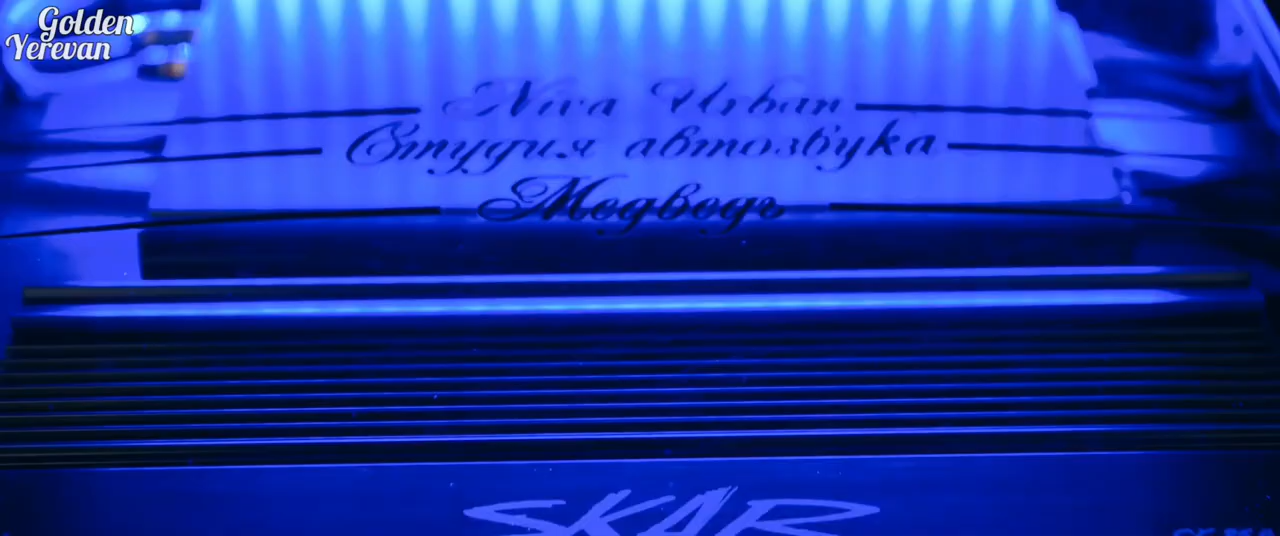 Golden
Yerevan
Niva Urban
Студия автозвука
Медведь
SKAR